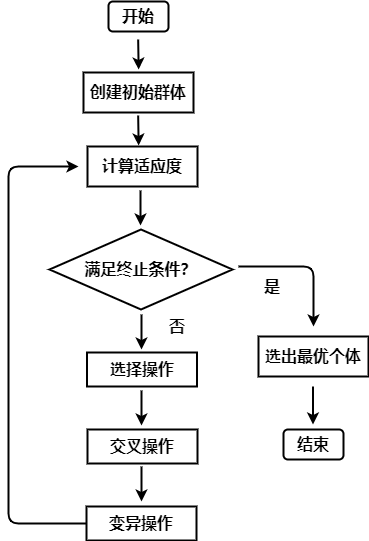 开始
创建初始群体
计算适应度
满足终止条件?
是
否
选择操作
选出最优个体
交叉操作
结束
变异操作